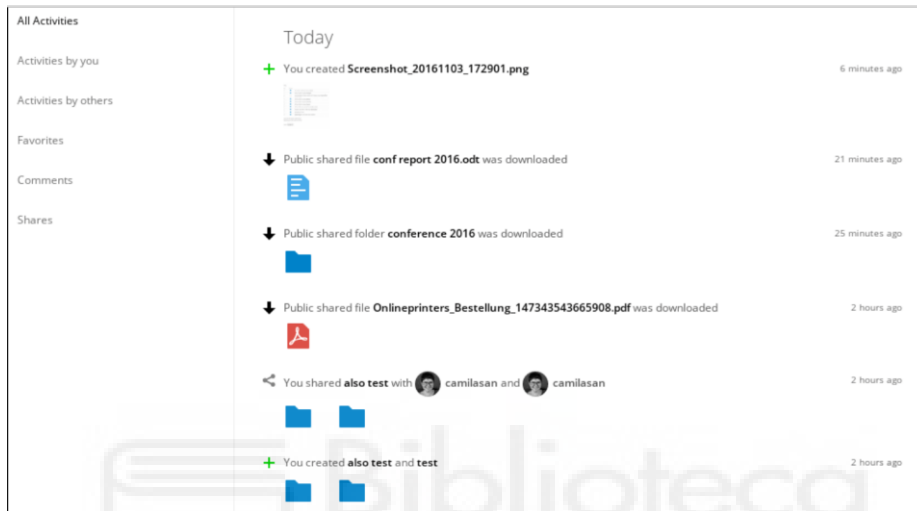 All Activities
Activities by you
Activities by others
Favorites
Comments
Shares
Today
You created Screenshot_20161103_172901.png 6 minutes ago
Public shared file conf report 2016.odt was downloaded 21 minutes ago
Public shared folder conference 2016 was downloaded 25 minutes ago
Public shared file Onlineprinters_Bestellung_147343543665908.pdf was downloaded 2 hours ago
You shared also test with camilasan and camilasan 2 hours ago
You created also test and test 2 hours ago
Biblioteca